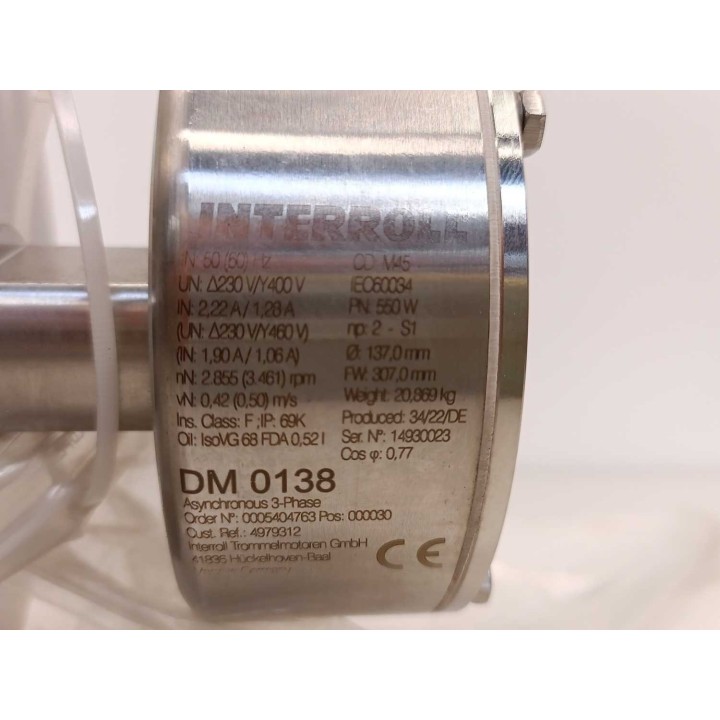 INTERROLL
fN: 50 (60) Hz
UN: Δ230 V/Y400 V
IN: 2,22 A / 1,28 A
(UN: Δ230 V/Y460 V)
(IN: 1,90 A / 1,06 A)
nN: 2.855 (3.461) rpm
vN: 0,42 (0,50) m/s
Ins. Class: F ;IP: 69K
Oil: IsoVG 68 FDA 0,52 l
IEC60034
PN: 550 W
np: 2 - S1
Ø: 137,0 mm
FW: 307,0 mm
Weight: 20,869 kg
Produced: 34/22/DE
Ser. N°: 14930023
Cos φ: 0,77
DM 0138
Asynchronous 3-Phase
Order N°: 0005404763 Pos: 000030
Cust. Ref.: 4979312
Interroll Trommelmotoren GmbH
41836 Hückelhoven-Baal
Germany
CE